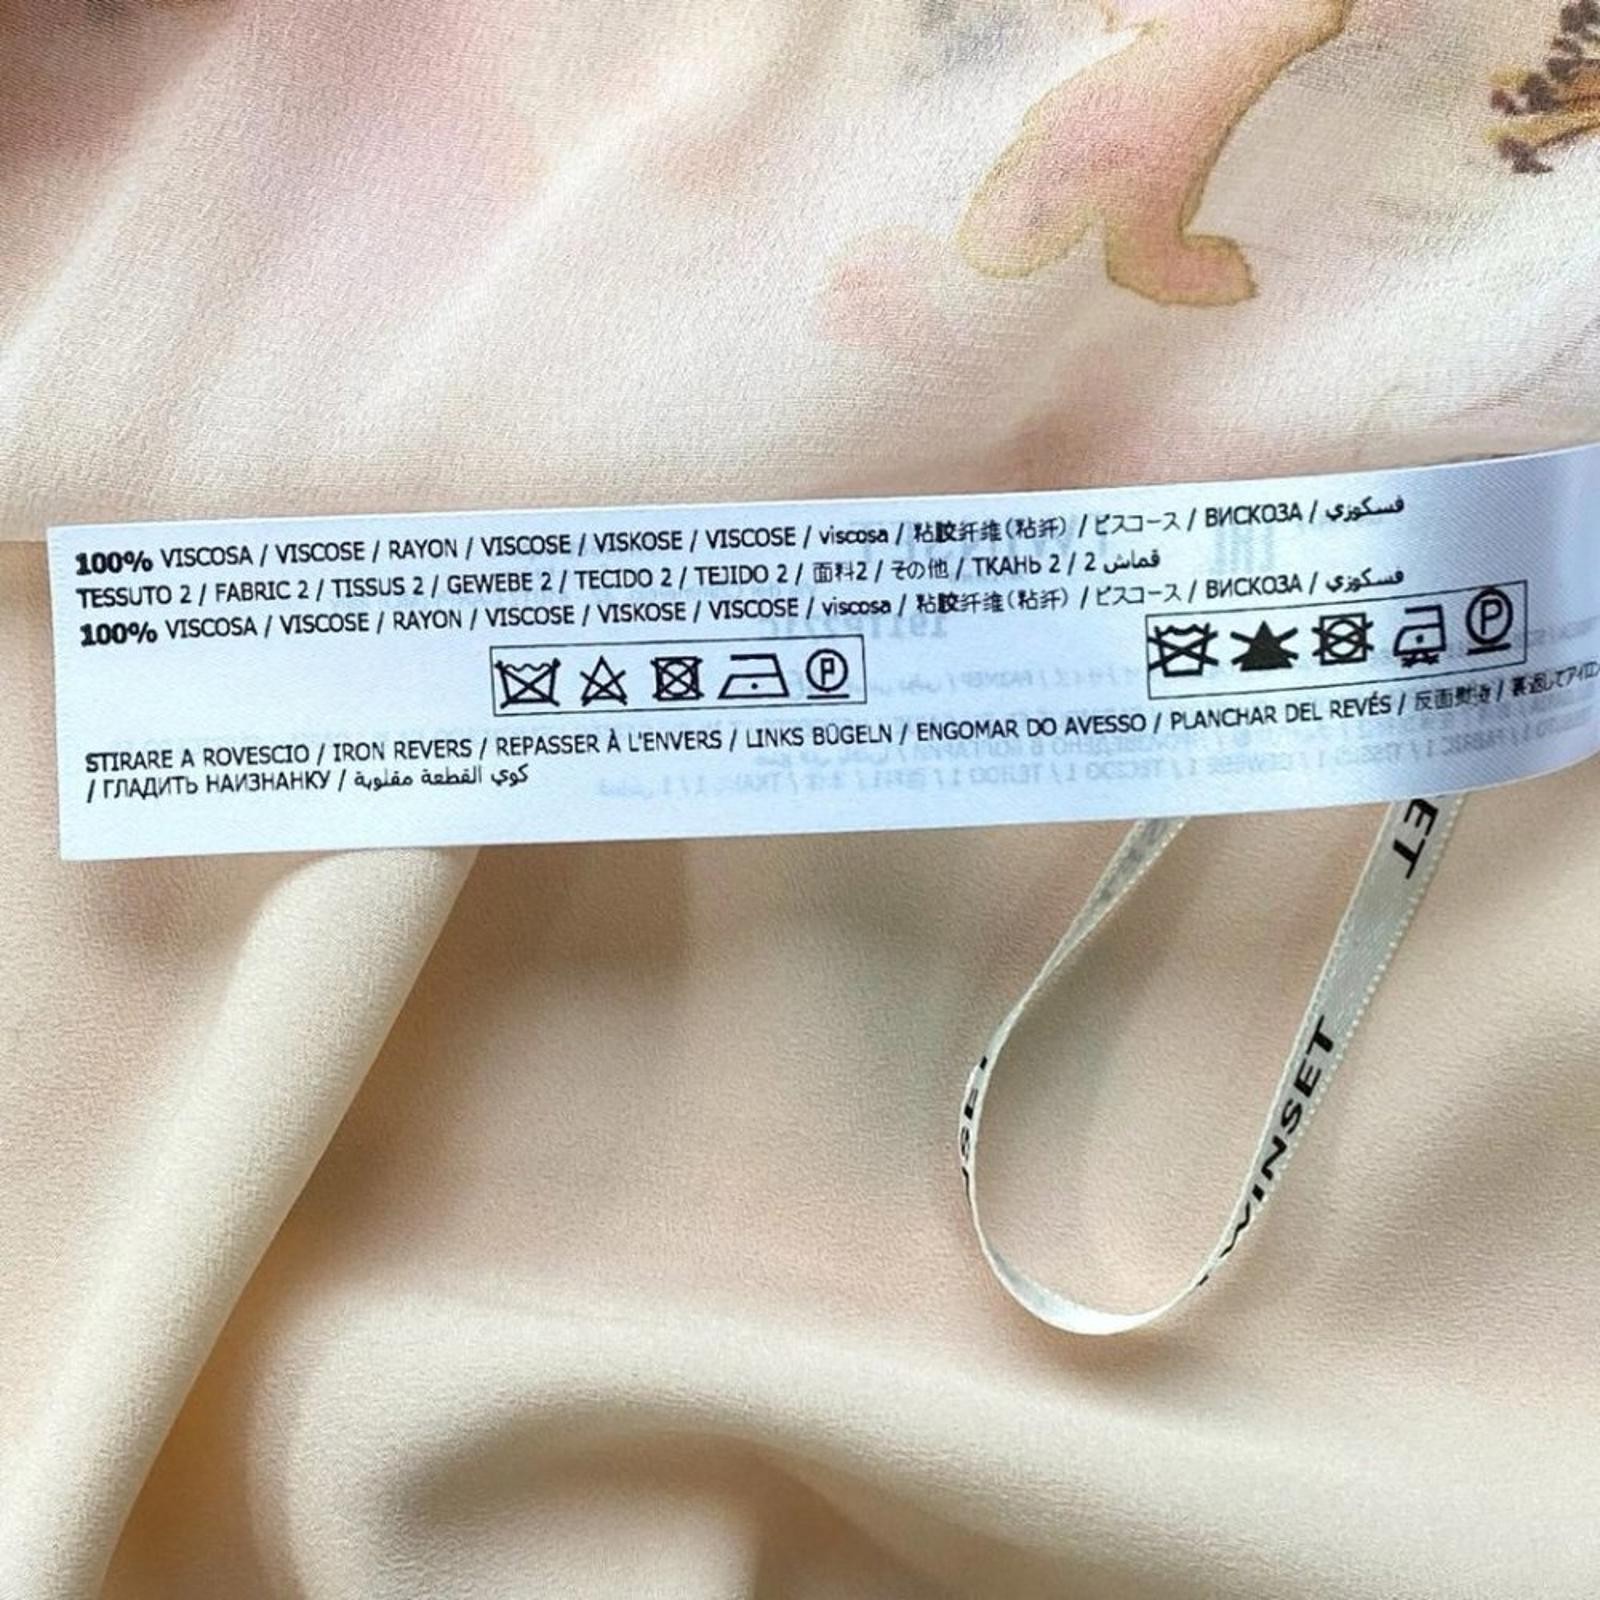 100% VISCOSA / VISCOSE / RAYON / VISCOSE / VISKOSE / VISCOSE / viscosa / 粘胶纤维(粘纤) / ビスコース / ВИСКОЗА / فسكوزي
TESSUTO 2 / FABRIC 2 / TISSUS 2 / GEWEBE 2 / TECIDO 2 / TEJIDO 2 / 面料2 / その他 / ТКАНЬ 2 / قماش 2
100% VISCOSA / VISCOSE / RAYON / VISCOSE / VISKOSE / VISCOSE / viscosa / 粘胶纤维(粘纤) / ビスコース / ВИСКОЗА / فسكوزي
P
P
STIRARE A ROVESCIO / IRON REVERS / REPASSER À L'ENVERS / LINKS BÜGELN / ENGOMAR DO AVESSO / PLANCHAR DEL REVÉS / 反面熨烫 / 裏返してアイロン
/ ГЛАДИТЬ НАИЗНАНКУ / كوي القطعة مقلوبة
ET
WINSET